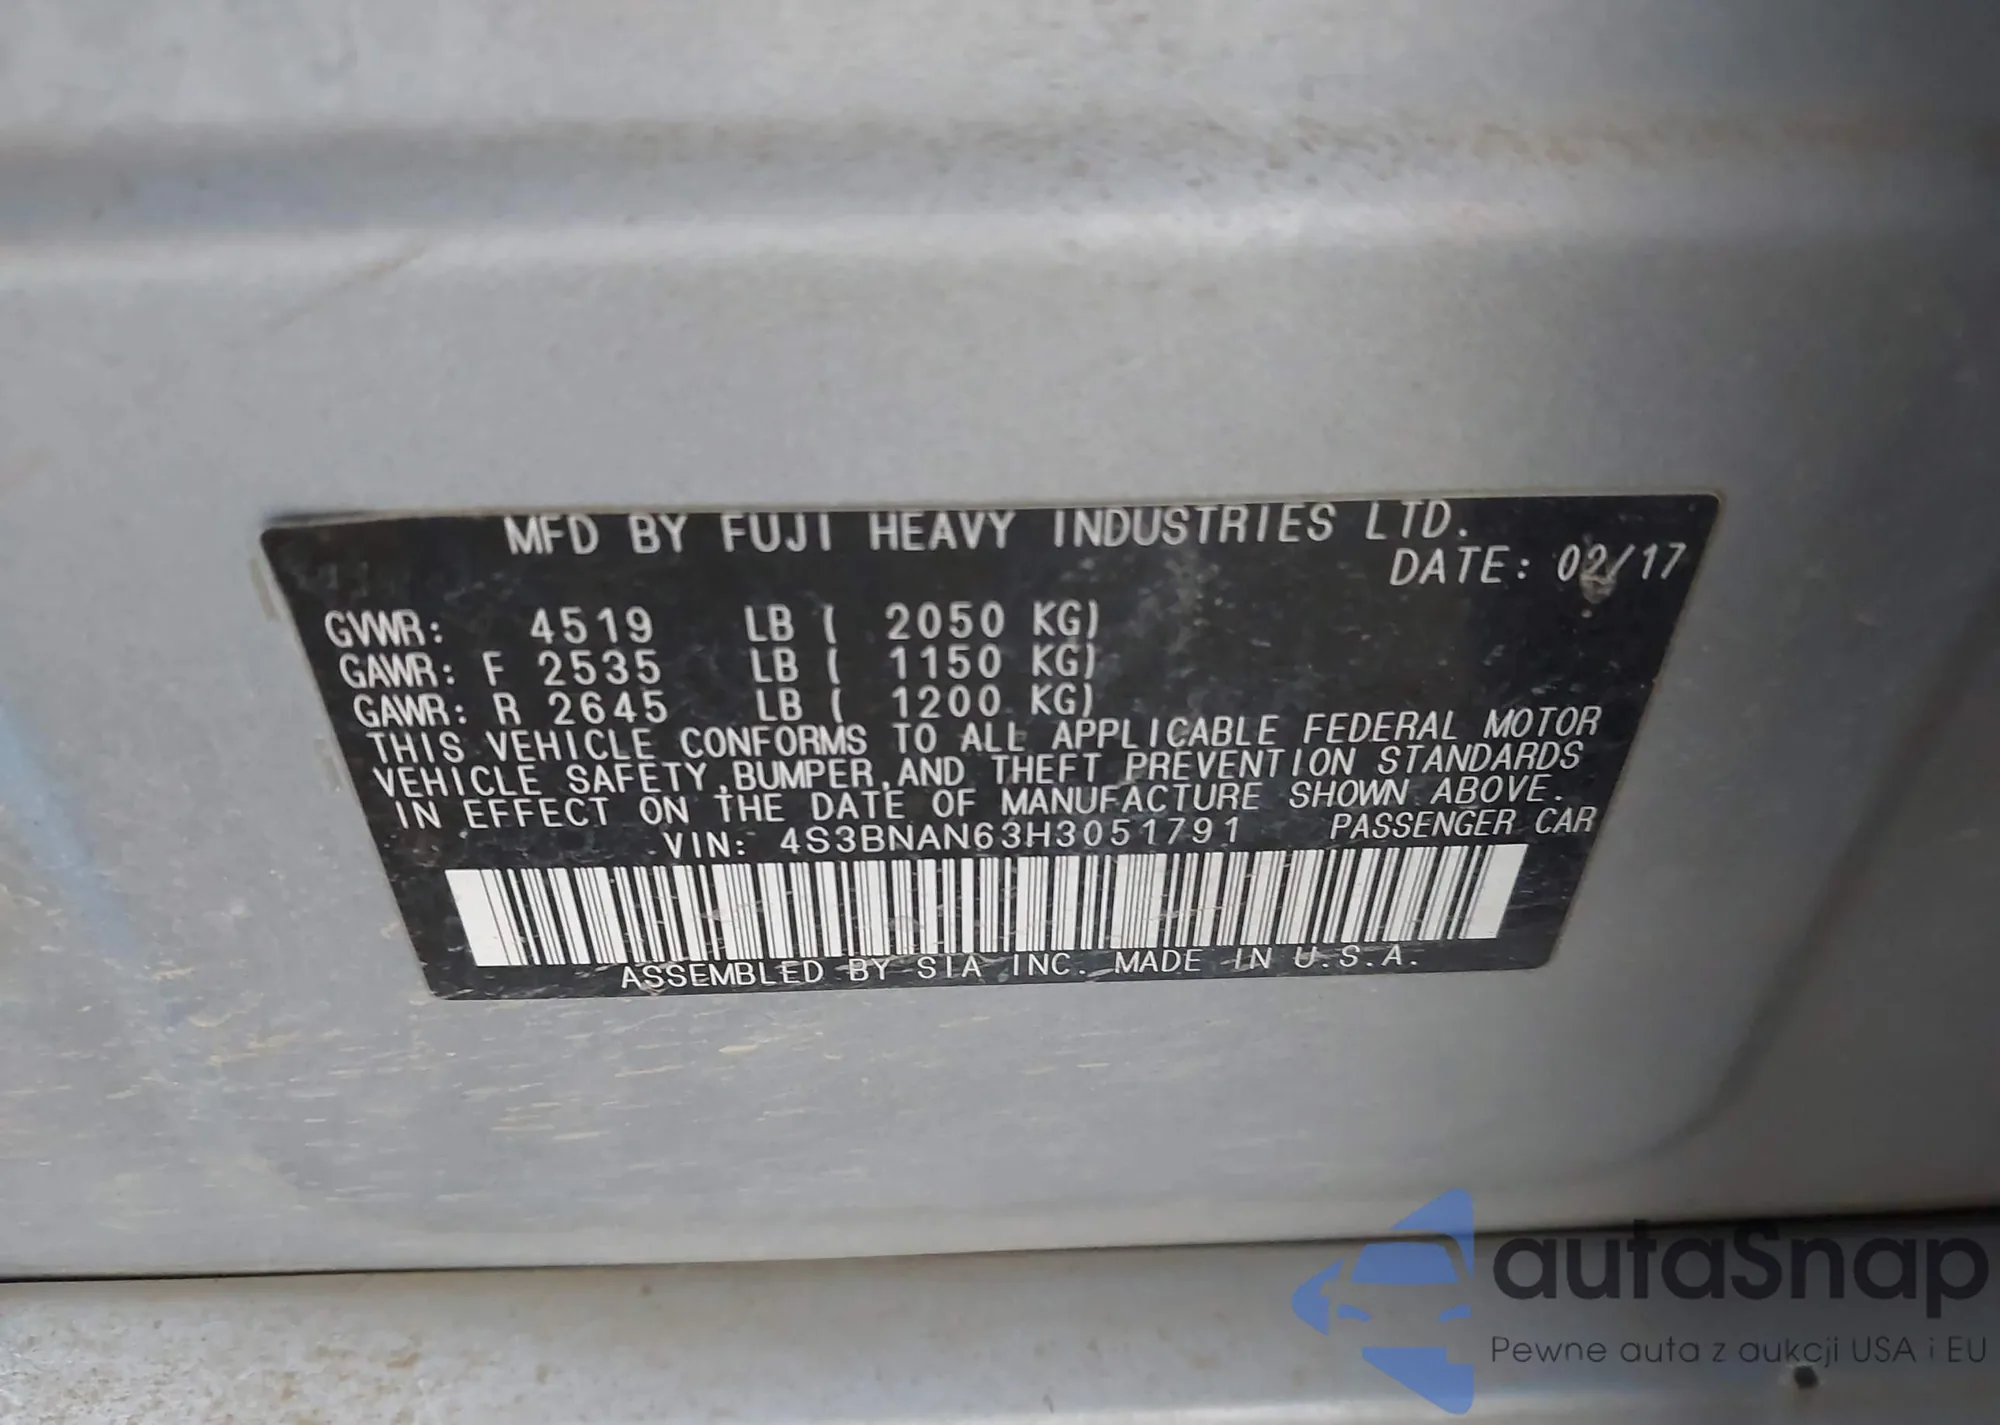 MFD BY FUJI HEAVY INDUSTRIES LTD.
DATE: 02/17
GVWR: 4519 LB ( 2050 KG)
GAWR: F 2535 LB ( 1150 KG)
GAWR: R 2645 LB ( 1200 KG)
THIS VEHICLE CONFORMS TO ALL APPLICABLE FEDERAL MOTOR
VEHICLE SAFETY,BUMPER,AND THEFT PREVENTION STANDARDS
IN EFFECT ON THE DATE OF MANUFACTURE SHOWN ABOVE.
VIN: 4S3BNAN63H3051791 PASSENGER CAR
ASSEMBLED BY SIA INC. MADE IN U.S.A.
autaSnap
Pewne auta z aukcji USA i EU